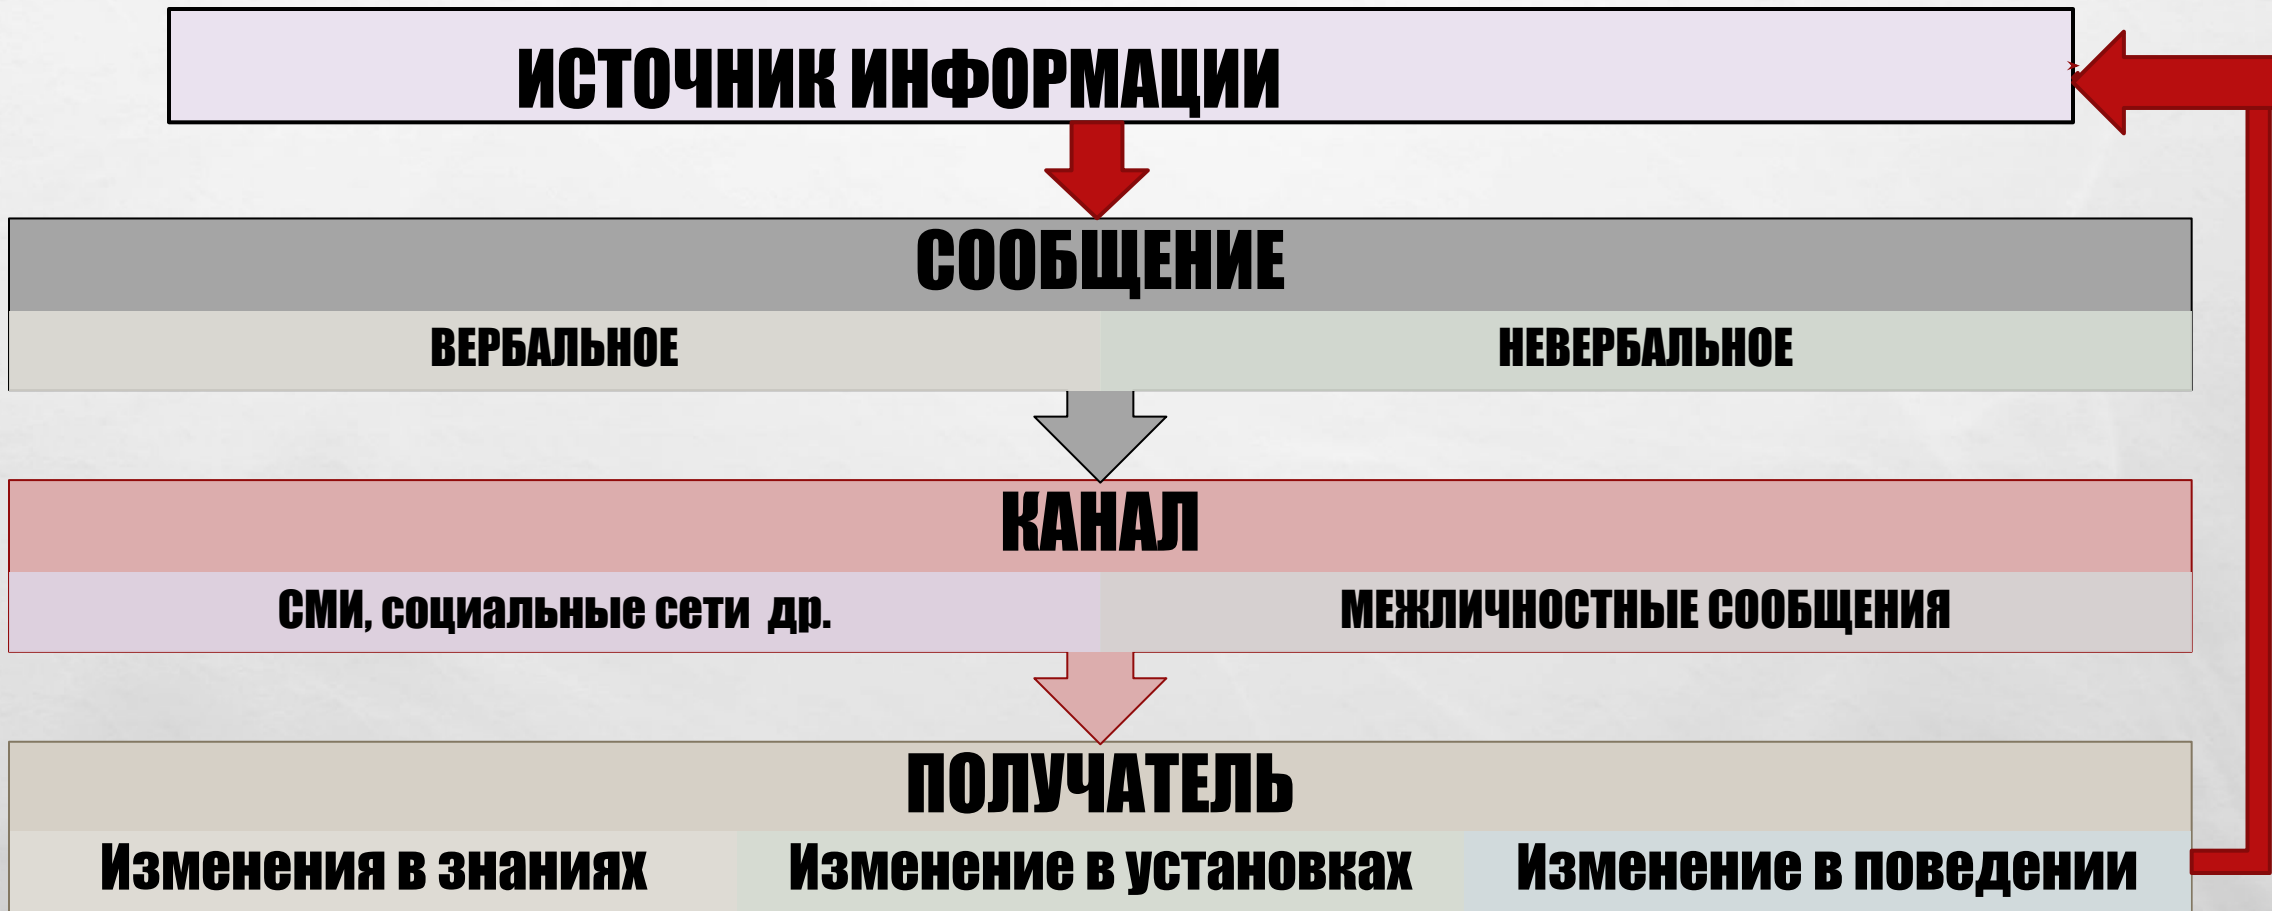 ИСТОЧНИК ИНФОРМАЦИИ
СООБЩЕНИЕ
ВЕРБАЛЬНОЕ
НЕВЕРБАЛЬНОЕ
КАНАЛ
СМИ, социальные сети др.
МЕЖЛИЧНОСТНЫЕ СООБЩЕНИЯ
ПОЛУЧАТЕЛЬ
Изменения в знаниях
Изменение в установках
Изменение в поведении